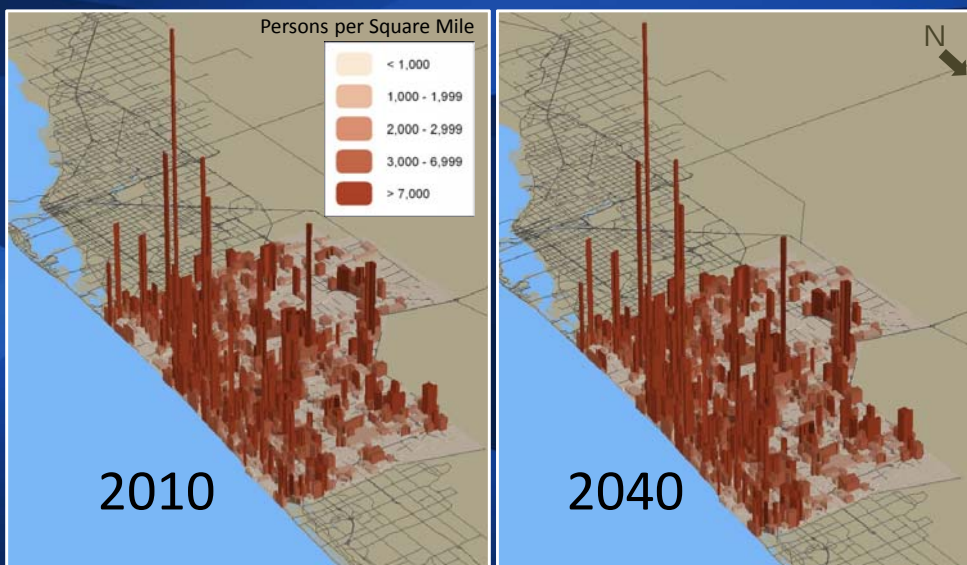 Persons per Square Mile
< 1,000
1,000 - 1,999
2,000 - 2,999
3,000 - 6,999
> 7,000
2010
N
2040